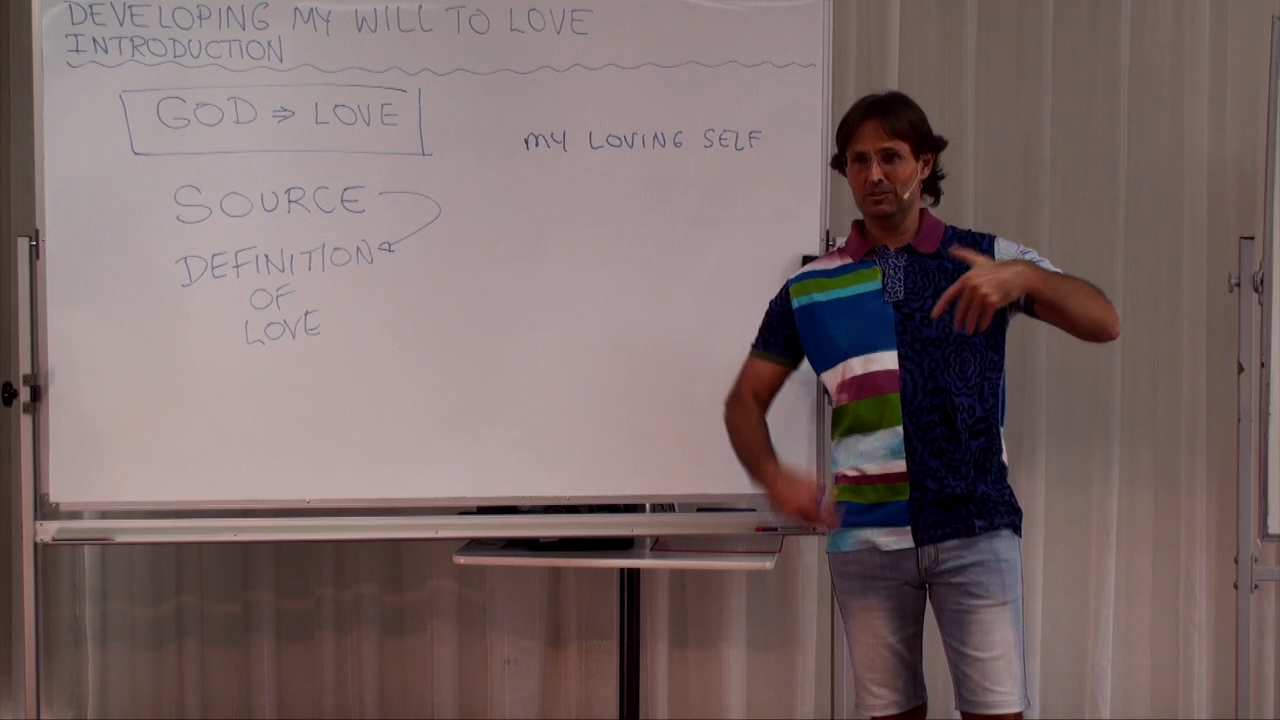 DEVELOPING MY WILL TO LOVE
INTRODUCTION
GOD ⇒ LOVE
MY LOVING SELF
SOURCE
DEFINITION
OF
LOVE